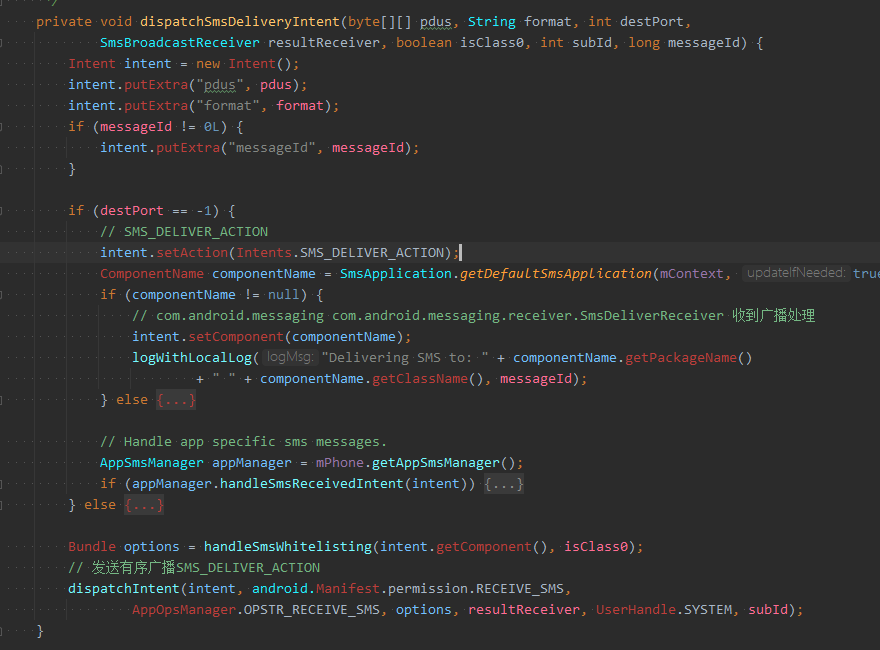 private void dispatchSmsDeliveryIntent(byte[][] pdus, String format, int destPort,
SmsBroadcastReceiver resultReceiver, boolean isClass0, int subId, long messageId) {
Intent intent = new Intent();
intent.putExtra("pdus", pdus);
intent.putExtra("format", format);
if (messageId != 0L) {
intent.putExtra("messageId", messageId);
}
if (destPort == -1) {
// SMS_DELIVER_ACTION
intent.setAction(Intents.SMS_DELIVER_ACTION);
ComponentName componentName = SmsApplication.getDefaultSmsApplication(mContext, updateIfNeeded: true
if (componentName != null) {
// com.android.messaging com.android.messaging.receiver.SmsDeliverReceiver 收到广播处理
intent.setComponent(componentName);
logWithLocalLog( logMsg: "Delivering SMS to: " + componentName.getPackageName()
+ " " + componentName.getClassName(), messageId);
} else {...}
// Handle app specific sms messages.
AppSmsManager appManager = mPhone.getAppSmsManager();
if (appManager.handleSmsReceivedIntent(intent)) {...}
} else {...}
Bundle options = handleSmsWhitelisting(intent.getComponent(), isClass0);
// 发送有序广播SMS_DELIVER_ACTION
dispatchIntent(intent, android.Manifest.permission.RECEIVE_SMS,
AppOpsManager.OPSTR_RECEIVE_SMS, options, resultReceiver, UserHandle.SYSTEM, subId);
}